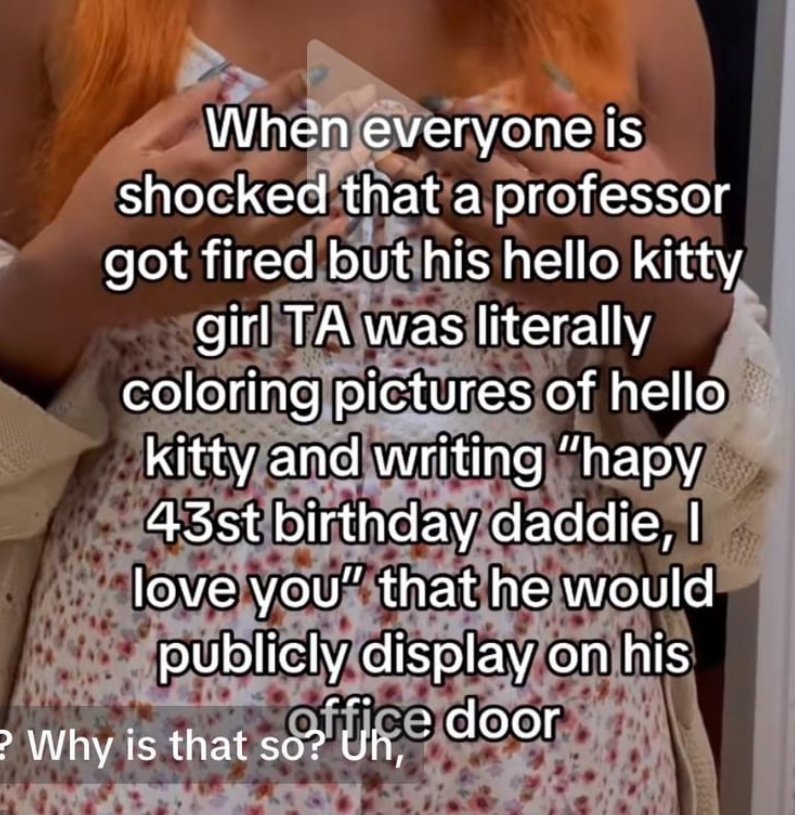 When everyone is
shocked that a professor
got fired but his hello kitty
girl TA was literally
coloring pictures of hello
kitty and writing “hapy
43st birthday daddie, I
love you” that he would
publicly display on his
office door
? Why is that so? Uh,